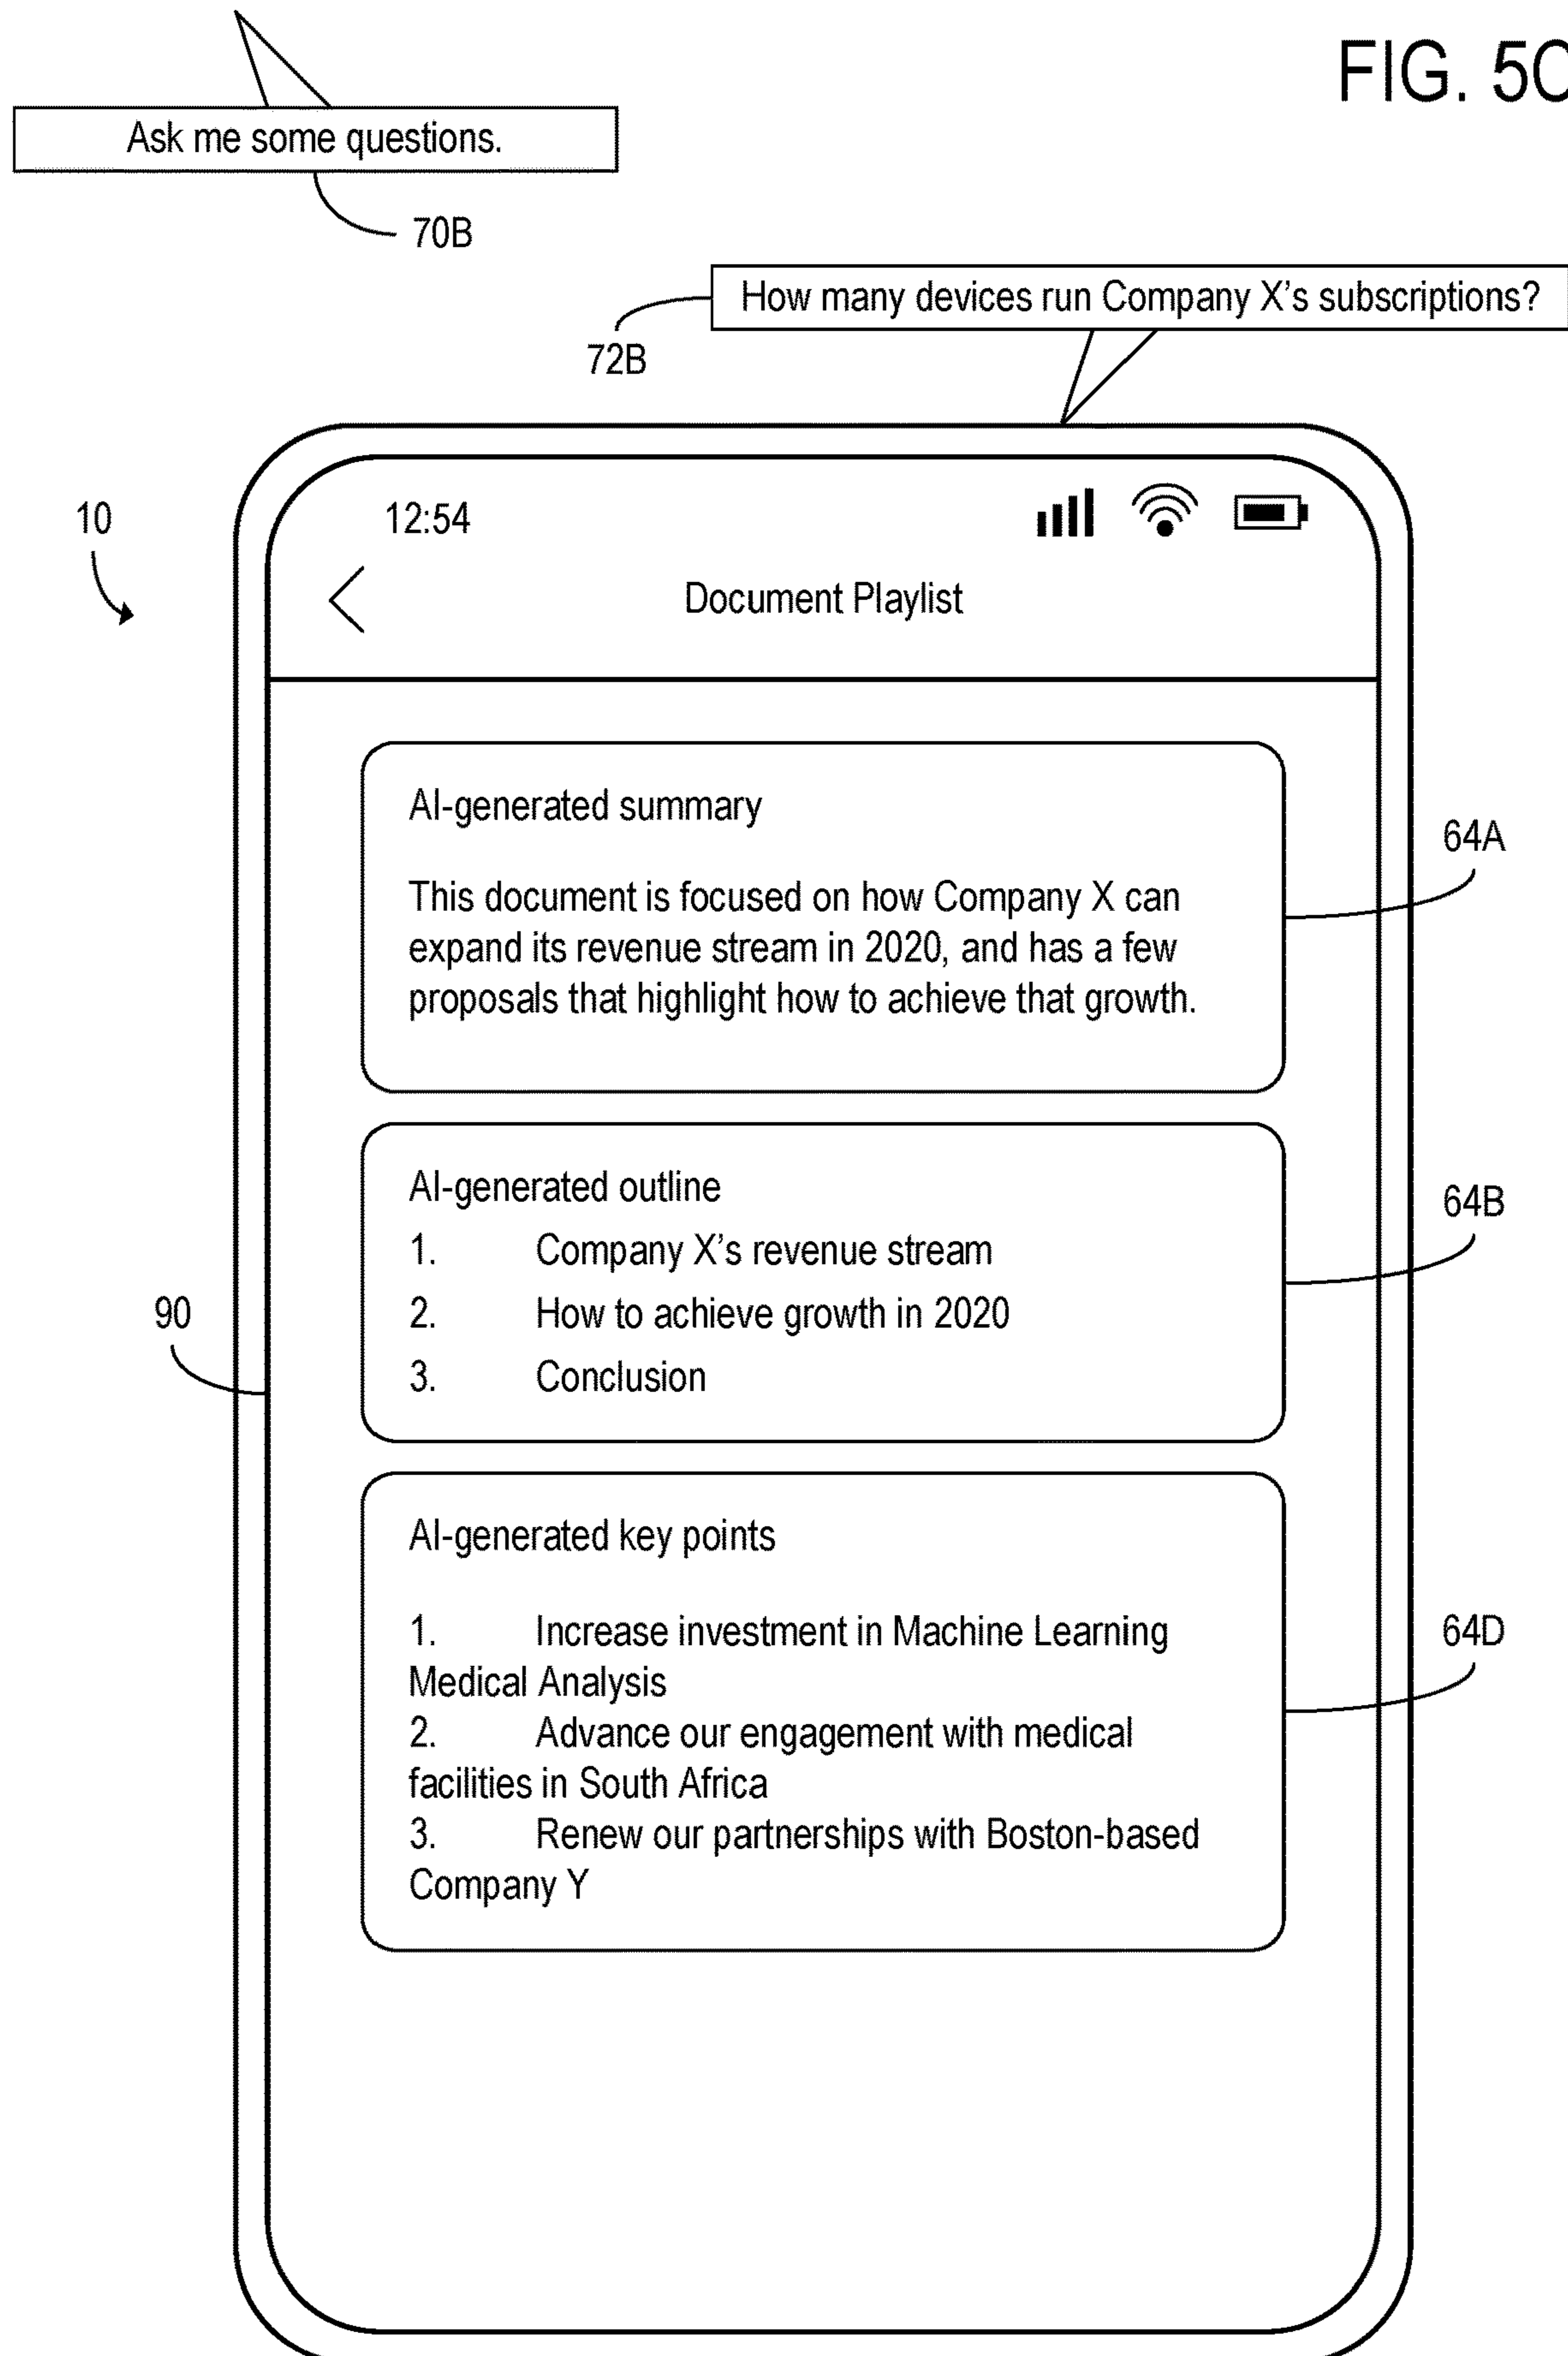 FIG. 5C
Ask me some questions.
70B
How many devices run Company X's subscriptions?
72B
10
12:54
Document Playlist
AI-generated summary
64A
This document is focused on how Company X can
expand its revenue stream in 2020, and has a few
proposals that highlight how to achieve that growth.
AI-generated outline
64B
1. Company X's revenue stream
2. How to achieve growth in 2020
90
3. Conclusion
AI-generated key points
1. Increase investment in Machine Learning
64D
Medical Analysis
2. Advance our engagement with medical
facilities in South Africa
3. Renew our partnerships with Boston-based
Company Y